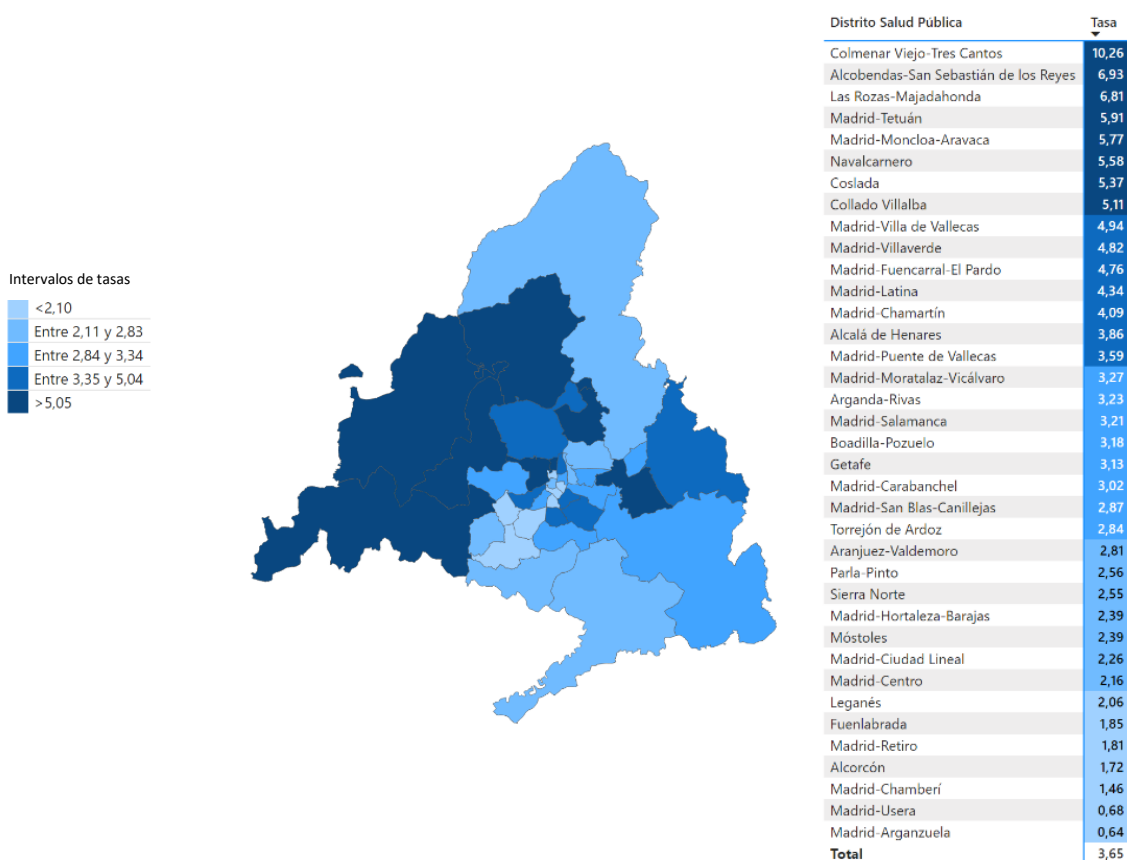 Distrito Salud Pública Tasa
Colmenar Viejo-Tres Cantos 10,26
Alcobendas-San Sebastián de los Reyes 6,93
Las Rozas-Majadahonda 6,81
Madrid-Tetuán 5,91
Madrid-Moncloa-Aravaca 5,77
Navalcarnero 5,58
Coslada 5,37
Collado Villalba 5,11
Madrid-Villa de Vallecas 4,94
Madrid-Villaverde 4,82
Madrid-Fuencarral-El Pardo 4,76
Madrid-Latina 4,34
Madrid-Chamartín 4,09
Alcalá de Henares 3,86
Madrid-Puente de Vallecas 3,59
Madrid-Moratalaz-Vicálvaro 3,27
Arganda-Rivas 3,23
Madrid-Salamanca 3,21
Boadilla-Pozuelo 3,18
Getafe 3,13
Madrid-Carabanchel 3,02
Madrid-San Blas-Canillejas 2,87
Torrejón de Ardoz 2,84
Aranjuez-Valdemoro 2,81
Parla-Pinto 2,56
Sierra Norte 2,55
Madrid-Hortaleza-Barajas 2,39
Móstoles 2,39
Madrid-Ciudad Lineal 2,26
Madrid-Centro 2,16
Leganés 2,06
Fuenlabrada 1,85
Madrid-Retiro 1,81
Alcorcón 1,72
Madrid-Chamberí 1,46
Madrid-Usera 0,68
Madrid-Arganzuela 0,64
Total 3,65
Intervalos de tasas
<2,10
Entre 2,11 y 2,83
Entre 2,84 y 3,34
Entre 3,35 y 5,04
>5,05